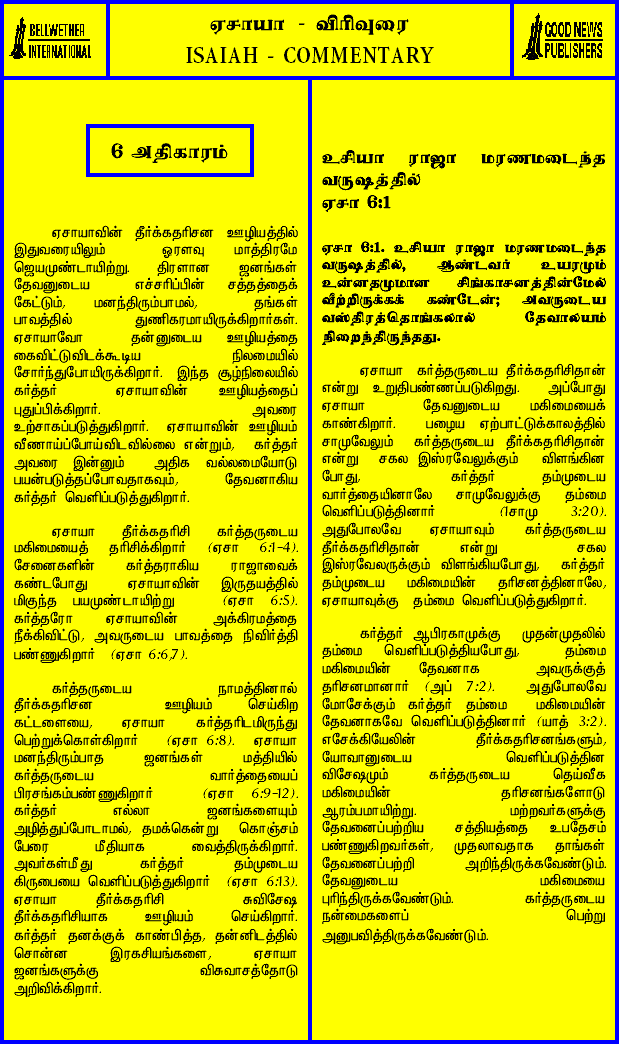 BELLWETHER
INTERNATIONAL
ஏசாயா - விரிவுரை
ISAIAH - COMMENTARY
GOOD NEWS
PUBLISHERS
6 அதிகாரம்
ஏசாயாவின் தீர்க்கதரிசன ஊழியத்தில்
இதுவரையிலும் ஓரளவு மாத்திரமே
ஜெயமுண்டாயிற்று. திரளான ஜனங்கள்
தேவனுடைய எச்சரிப்பின் சத்தத்தைக்
கேட்டும், மனந்திரும்பாமல், தங்கள்
பாவத்தில் துணிகரமாயிருக்கிறார்கள்.
ஏசாயாவோ தன்னுடைய ஊழியத்தை
கைவிட்டுவிடக்கூடிய நிலமையில்
சோர்ந்துபோயிருக்கிறார். இந்த சூழ்நிலையில்
கர்த்தர் ஏசாயாவின் ஊழியத்தைப்
புதுப்பிக்கிறார். அவரை
உற்சாகப்படுத்துகிறார். ஏசாயாவின் ஊழியம்
வீணாய்ப்போய்விடவில்லை என்றும், கர்த்தர்
அவரை இன்னும் அதிக வல்லமையோடு
பயன்படுத்தப்போவதாகவும், தேவனாகிய
கர்த்தர் வெளிப்படுத்துகிறார்.
ஏசாயா தீர்க்கதரிசி கர்த்தருடைய
மகிமையைத் தரிசிக்கிறார் (ஏசா 6:1-4).
சேனைகளின் கர்த்தராகிய ராஜாவைக்
கண்டபோது ஏசாயாவின் இருதயத்தில்
மிகுந்த பயமுண்டாயிற்று (ஏசா 6:5).
கர்த்தரோ ஏசாயாவின் அக்கிரமத்தை
நீக்கிவிட்டு, அவருடைய பாவத்தை நிவிர்த்தி
பண்ணுகிறார் (ஏசா 6:6,7).
கர்த்தருடைய நாமத்தினால்
தீர்க்கதரிசன ஊழியம் செய்கிற
கட்டளையை, ஏசாயா கர்த்தரிடமிருந்து
பெற்றுக்கொள்கிறார் (ஏசா 6:8). ஏசாயா
மனந்திரும்பாத ஜனங்கள் மத்தியில்
கர்த்தருடைய வார்த்தையைப்
பிரசங்கம்பண்ணுகிறார் (ஏசா 6:9-12).
கர்த்தர் எல்லா ஜனங்களையும்
அழித்துப்போடாமல், தமக்கென்று கொஞ்சம்
பேரை மீதியாக வைத்திருக்கிறார்.
அவர்கள்மீது கர்த்தர் தம்முடைய
கிருபையை வெளிப்படுத்துகிறார் (ஏசா 6:13).
ஏசாயா தீர்க்கதரிசி சுவிசேஷ
தீர்க்கதரிசியாக ஊழியம் செய்கிறார்.
கர்த்தர் தனக்குக் காண்பித்த, தன்னிடத்தில்
சொன்ன இரகசியங்களை, ஏசாயா
ஜனங்களுக்கு விசுவாசத்தோடு
அறிவிக்கிறார்.
உசியா ராஜா மரணமடைந்த
வருஷத்தில்
ஏசா 6:1
ஏசா 6:1. உசியா ராஜா மரணமடைந்த
வருஷத்தில், ஆண்டவர் உயரமும்
உன்னதமுமான சிங்காசனத்தின்மேல்
வீற்றிருக்கக் கண்டேன்; அவருடைய
வஸ்திரத்தொங்கலால் தேவாலயம்
நிறைந்திருந்தது.
ஏசாயா கர்த்தருடைய தீர்க்கதரிசிதான்
என்று உறுதிபண்ணப்படுகிறது. அப்போது
ஏசாயா தேவனுடைய மகிமையைக்
காண்கிறார். பழைய ஏற்பாட்டுக்காலத்தில்
சாமுவேலும் கர்த்தருடைய தீர்க்கதரிசிதான்
என்று சகல இஸ்ரவேலுக்கும் விளங்கின
போது, கர்த்தர் தம்முடைய
வார்த்தையினாலே சாமுவேலுக்கு தம்மை
வெளிப்படுத்தினார் (1சாமு 3:20).
அதுபோலவே ஏசாயாவும் கர்த்தருடைய
தீர்க்கதரிசிதான் என்று சகல
இஸ்ரவேலருக்கும் விளங்கியபோது, கர்த்தர்
தம்முடைய மகிமையின் தரிசனத்தினாலே,
ஏசாயாவுக்கு தம்மை வெளிப்படுத்துகிறார்.
கர்த்தர் ஆபிரகாமுக்கு முதன்முதலில்
தம்மை வெளிப்படுத்தியபோது, தம்மை
மகிமையின் தேவனாக அவருக்குத்
தரிசனமானார் (அப் 7:2). அதுபோலவே
மோசேக்கும் கர்த்தர் தம்மை மகிமையின்
தேவனாகவே வெளிப்படுத்தினார் (யாத் 3:2).
எசேக்கியேலின் தீர்க்கதரிசனங்களும்,
யோவானுடைய வெளிப்படுத்தின
விசேஷமும் கர்த்தருடைய தெய்வீக
மகிமையின் தரிசனங்களோடு
ஆரம்பமாயிற்று. மற்றவர்களுக்கு
தேவனைப்பற்றிய சத்தியத்தை உபதேசம்
பண்ணுகிறவர்கள், முதலாவதாக தாங்கள்
தேவனைப்பற்றி அறிந்திருக்கவேண்டும்.
தேவனுடைய மகிமையை
புரிந்திருக்கவேண்டும். கர்த்தருடைய
நன்மைகளைப் பெற்று
அனுபவித்திருக்கவேண்டும்.